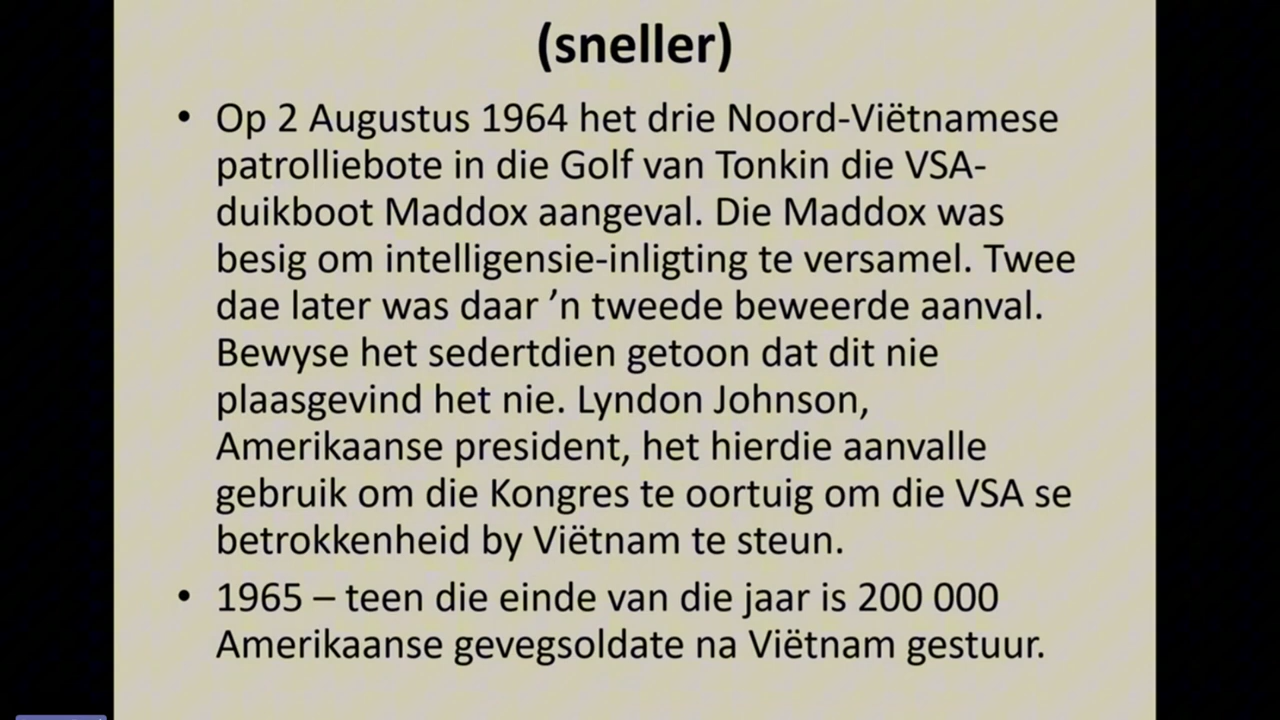 (sneller)
• Op 2 Augustus 1964 het drie Noord-Viëtnamese
patrolliebote in die Golf van Tonkin die VSA-
duikboot Maddox aangeval. Die Maddox was
besig om intelligensie-inligting te versamel. Twee
dae later was daar ’n tweede beweerde aanval.
Bewyse het sedertdien getoon dat dit nie
plaasgevind het nie. Lyndon Johnson,
Amerikaanse president, het hierdie aanvalle
gebruik om die Kongres te oortuig om die VSA se
betrokkenheid by Viëtnam te steun.
• 1965 – teen die einde van die jaar is 200 000
Amerikaanse gevegsoldate na Viëtnam gestuur.